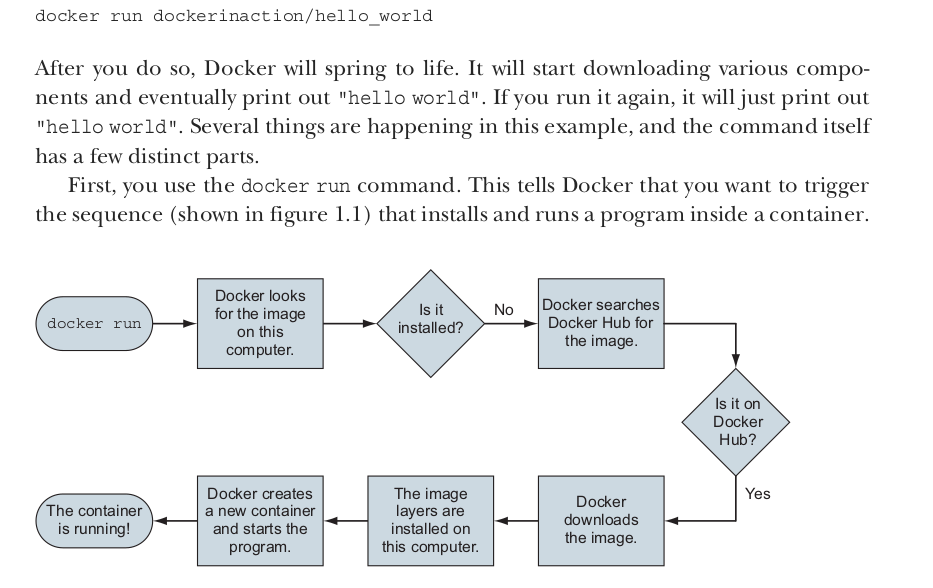 docker run dockerinaction/hello_world
After you do so, Docker will spring to life. It will start downloading various compo-
nents and eventually print out "hello world". If you run it again, it will just print out
"hello world". Several things are happening in this example, and the command itself
has a few distinct parts.
First, you use the docker run command. This tells Docker that you want to trigger
the sequence (shown in figure 1.1) that installs and runs a program inside a container.
docker run
Docker looks
for the image
on this
computer.
Is it
installed?
No
Docker searches
Docker Hub for
the image.
Is it on
Docker
Hub?
Yes
Docker
downloads
the image.
The image
layers are
installed on
this computer.
Docker creates
a new container
and starts the
program.
The container
is running!